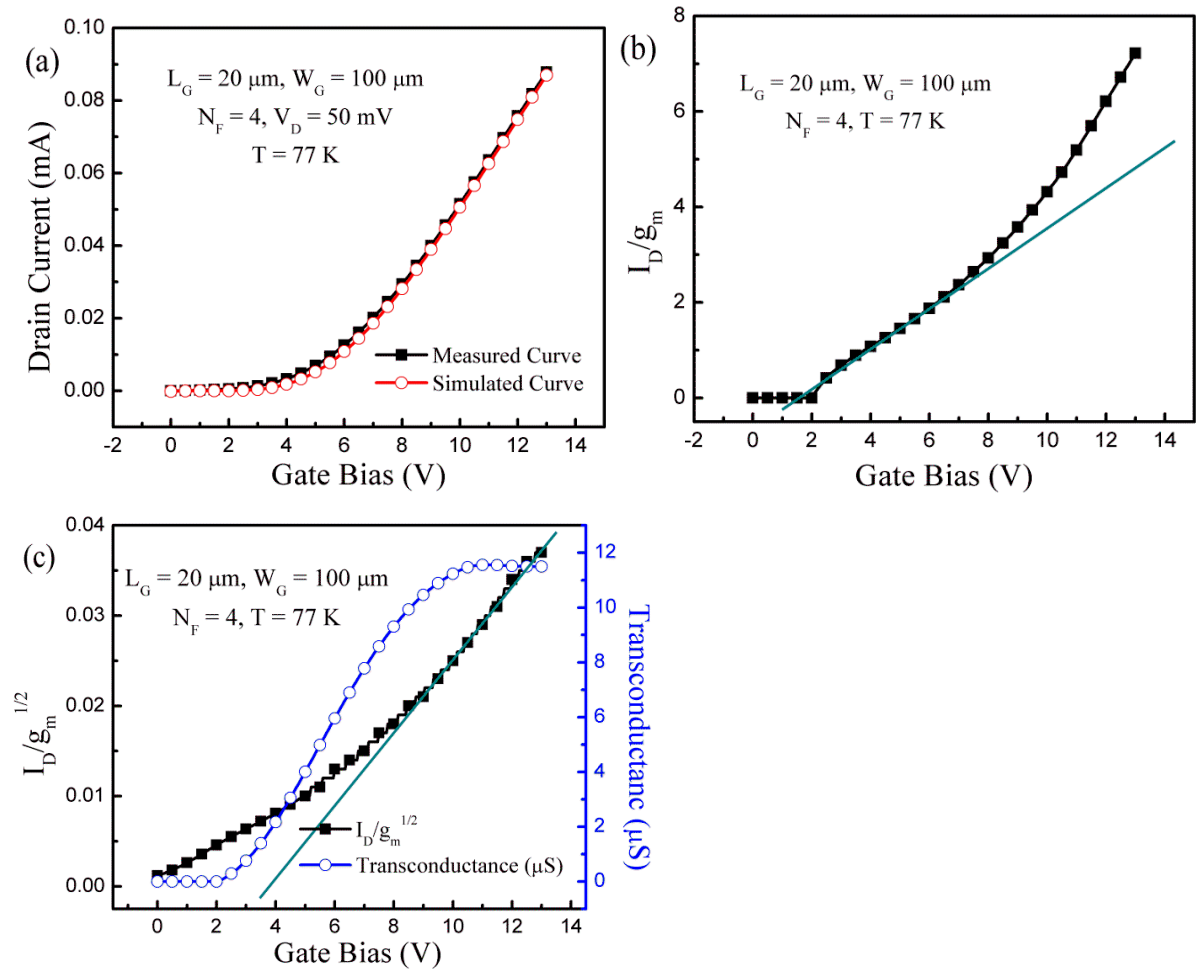 (a)
L_G = 20 μm, W_G = 100 μm
N_F = 4, V_D = 50 mV
T = 77 K
Measured Curve
Simulated Curve
0.10
0.08
0.06
0.04
0.02
0.00
Drain Current (mA)
-2 0 2 4 6 8 10 12 14
Gate Bias (V)
(b)
L_G = 20 μm, W_G = 100 μm
N_F = 4, T = 77 K
8
6
4
2
0
I_D/g_m
-2 0 2 4 6 8 10 12 14
Gate Bias (V)
(c)
L_G = 20 μm, W_G = 100 μm
N_F = 4, T = 77 K
I_D/g_m^1/2
Transconductance (μS)
0.04
0.03
0.02
0.01
0.00
I_D/g_m^1/2
12
10
8
6
4
2
0
Transconductanc (μS)
0 2 4 6 8 10 12 14
Gate Bias (V)